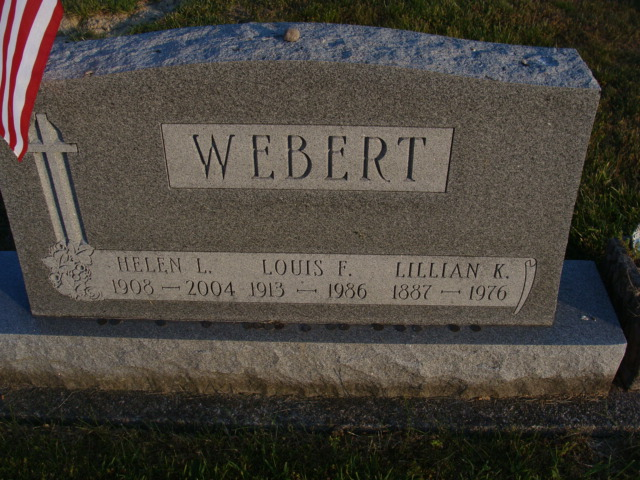 WEBERT
HELEN L. LOUIS F. LILLIAN K.
1908 — 2004 1913 — 1986 1887 — 1976